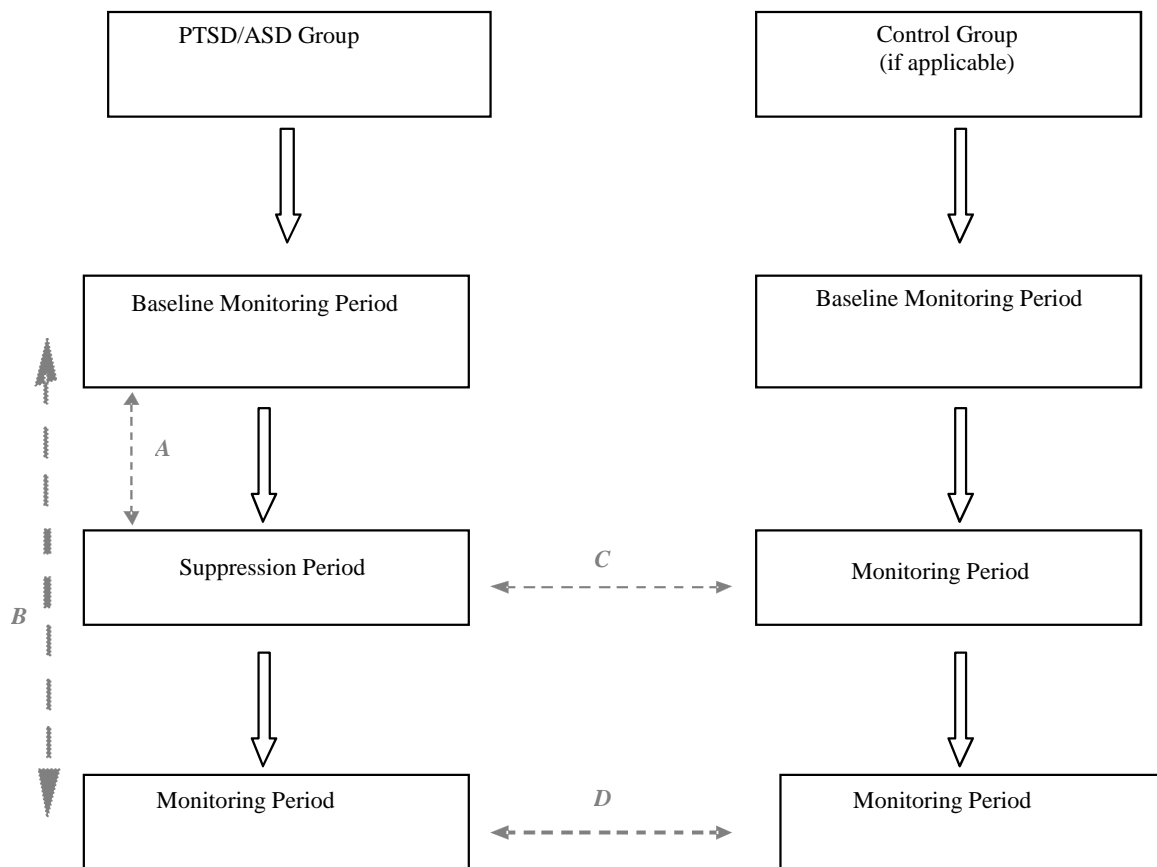 PTSD/ASD Group
Control Group
(if applicable)
Baseline Monitoring Period
Baseline Monitoring Period
A
Suppression Period
C
Monitoring Period
B
Monitoring Period
D
Monitoring Period